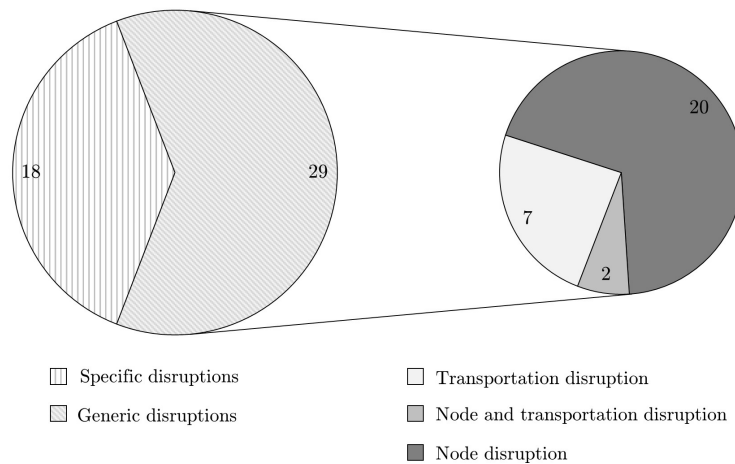 20
18
29
7
2
Specific disruptions
Generic disruptions
Transportation disruption
Node and transportation disruption
Node disruption